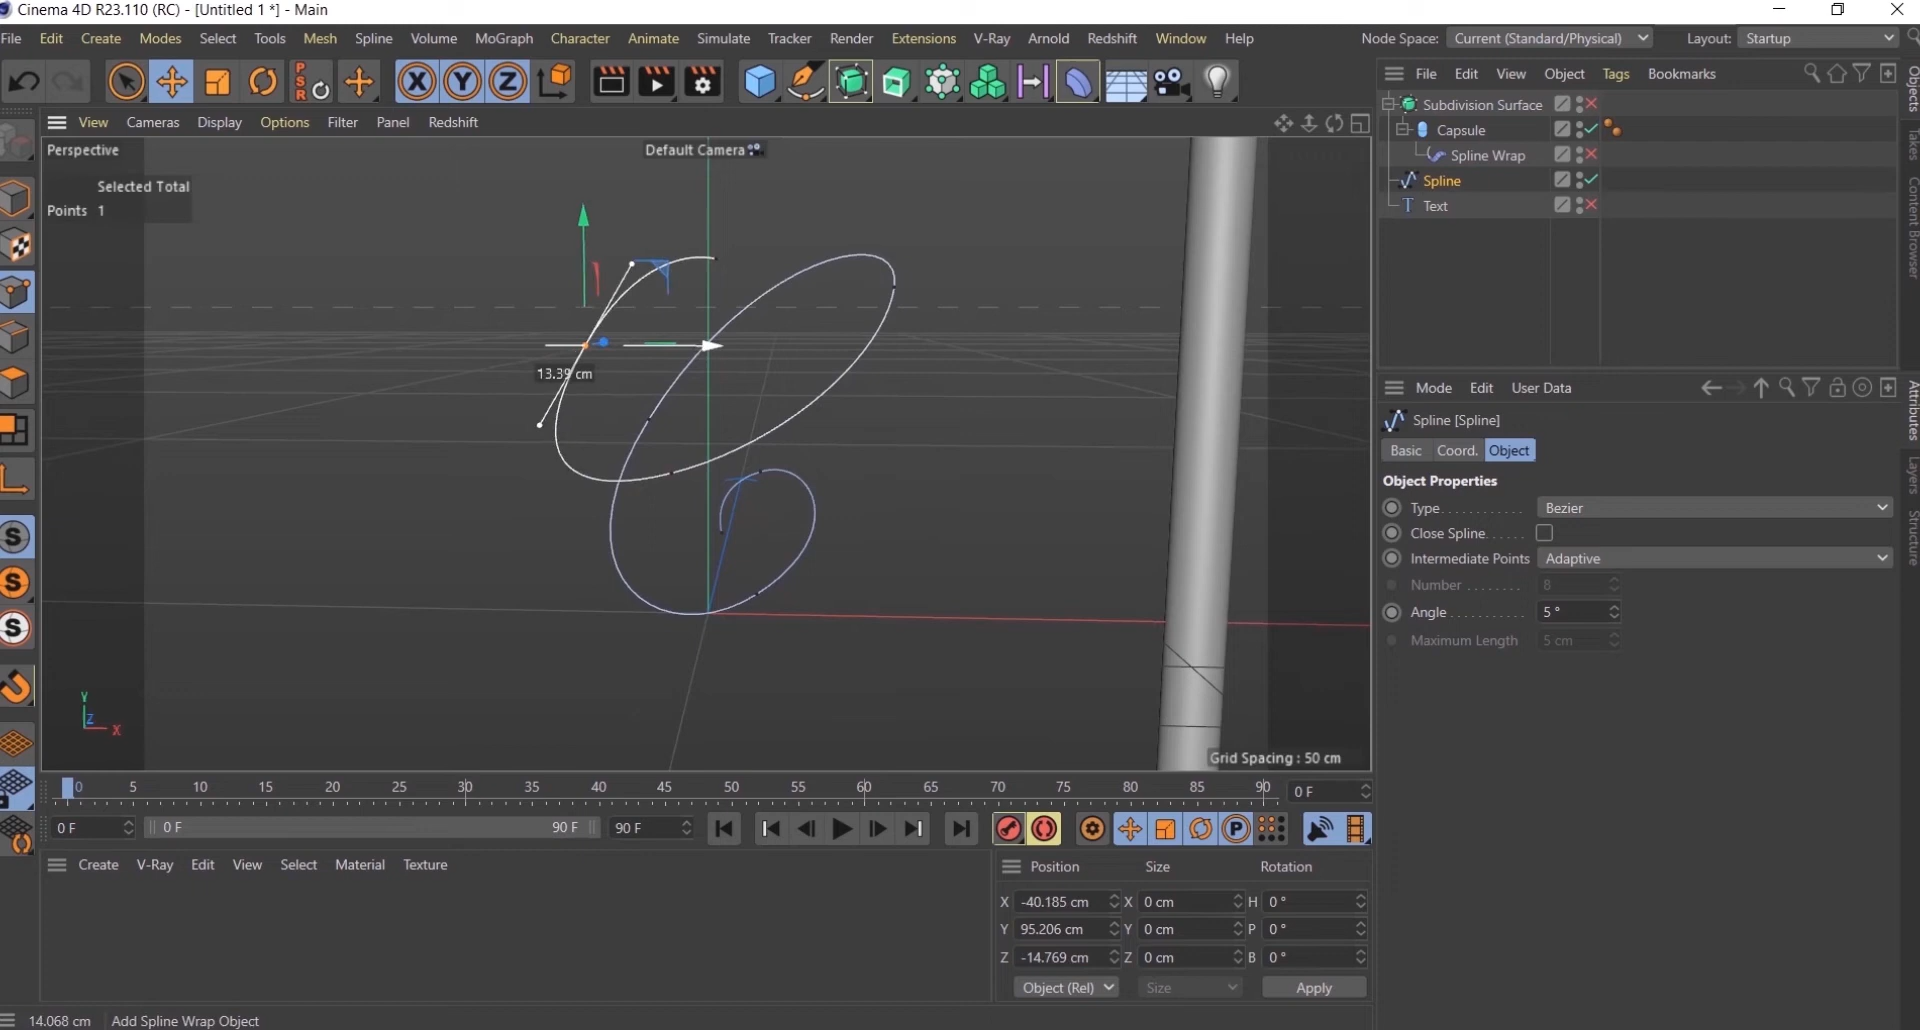 Cinema 4D R23.110 (RC) - [Untitled 1 *] - Main
File Edit Create Modes Select Tools Mesh Spline Volume MoGraph Character Animate Simulate Tracker Render Extensions V-Ray Arnold Redshift Window Help Node Space: Current (Standard/Physical) Layout: Startup
PSR X Y Z
File Edit View Object Tags Bookmarks
View Cameras Display Options Filter Panel Redshift
Perspective
Default Camera
Selected Total
Points 1
13.39 cm
Y
Z
X
Grid Spacing : 50 cm
Subdivision Surface
Capsule
Spline Wrap
Spline
T Text
Objects
Takes
Content Browser
Mode Edit User Data
Spline [Spline]
Basic Coord. Object
Object Properties
Type Bezier
Close Spline
Intermediate Points Adaptive
Number 8
Angle 5 °
Maximum Length 5 cm
Attributes
Layers
Structure
S
S
S
0 5 10 15 20 25 30 35 40 45 50 55 60 65 70 75 80 85 90 0 F
0 F 0 F 90 F 90 F P
Create V-Ray Edit View Select Material Texture
Position Size Rotation
X -40.185 cm X 0 cm H 0 °
Y 95.206 cm Y 0 cm P 0 °
Z -14.769 cm Z 0 cm B 0 °
Object (Rel) Size Apply
14.068 cm Add Spline Wrap Object